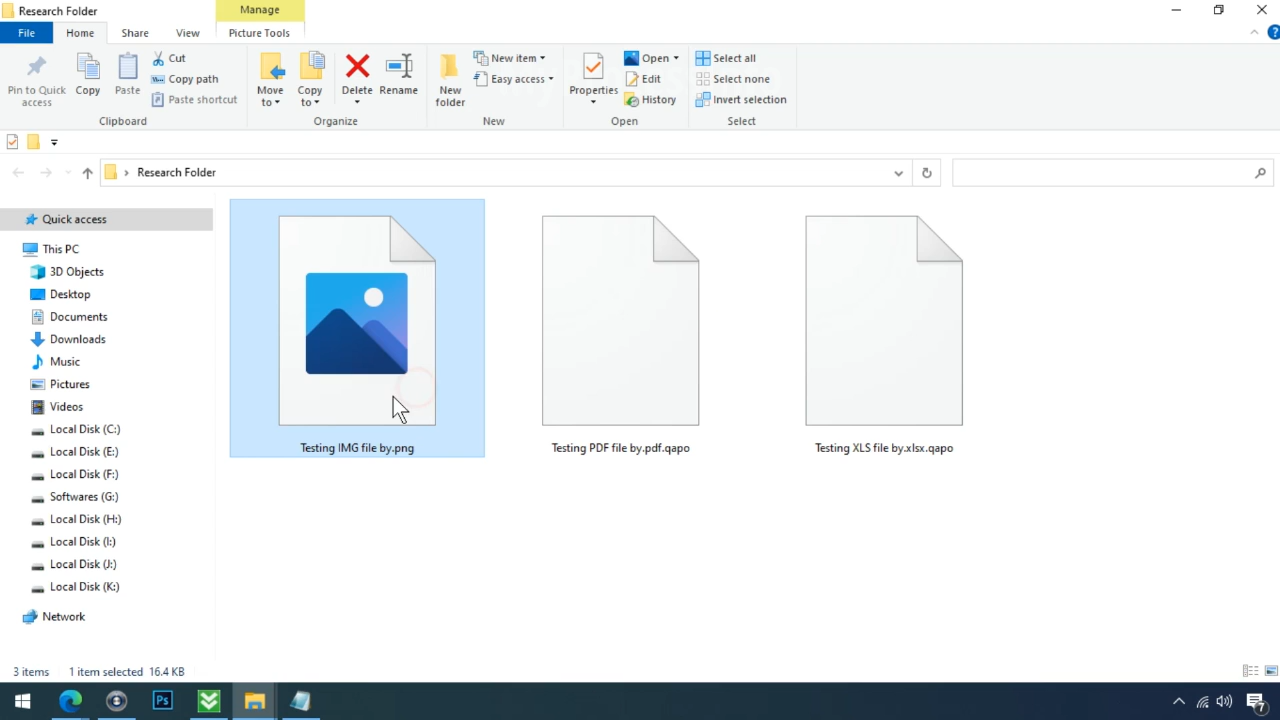 Research Folder
Manage
File
Home
Share
View
Picture Tools
?
Pin to Quick access
Copy
Paste
Cut
Copy path
Paste shortcut
Clipboard
Move to
Copy to
Delete
Rename
Organize
New folder
New item
Easy access
New
Properties
Open
Edit
History
Open
Select all
Select none
Invert selection
Select
Research Folder
Quick access
This PC
3D Objects
Desktop
Documents
Downloads
Music
Pictures
Videos
Local Disk (C:)
Local Disk (E:)
Local Disk (F:)
Softwares (G:)
Local Disk (H:)
Local Disk (I:)
Local Disk (J:)
Local Disk (K:)
Network
Testing IMG file by.png
Testing PDF file by.pdf.qapo
Testing XLS file by.xlsx.qapo
3 items
1 item selected 16.4 KB
Ps
7